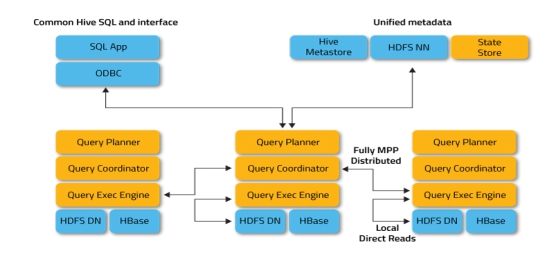 Common Hive SQL and interface
Unified metadata
SQL App
ODBC
Hive
Metastore
HDFS NN
State
Store
Query Planner
Query Coordinator
Query Exec Engine
HDFS DN
HBase
Query Planner
Query Coordinator
Query Exec Engine
HDFS DN
HBase
Fully MPP
Distributed
Local
Direct Reads
Query Planner
Query Coordinator
Query Exec Engine
HDFS DN
HBase